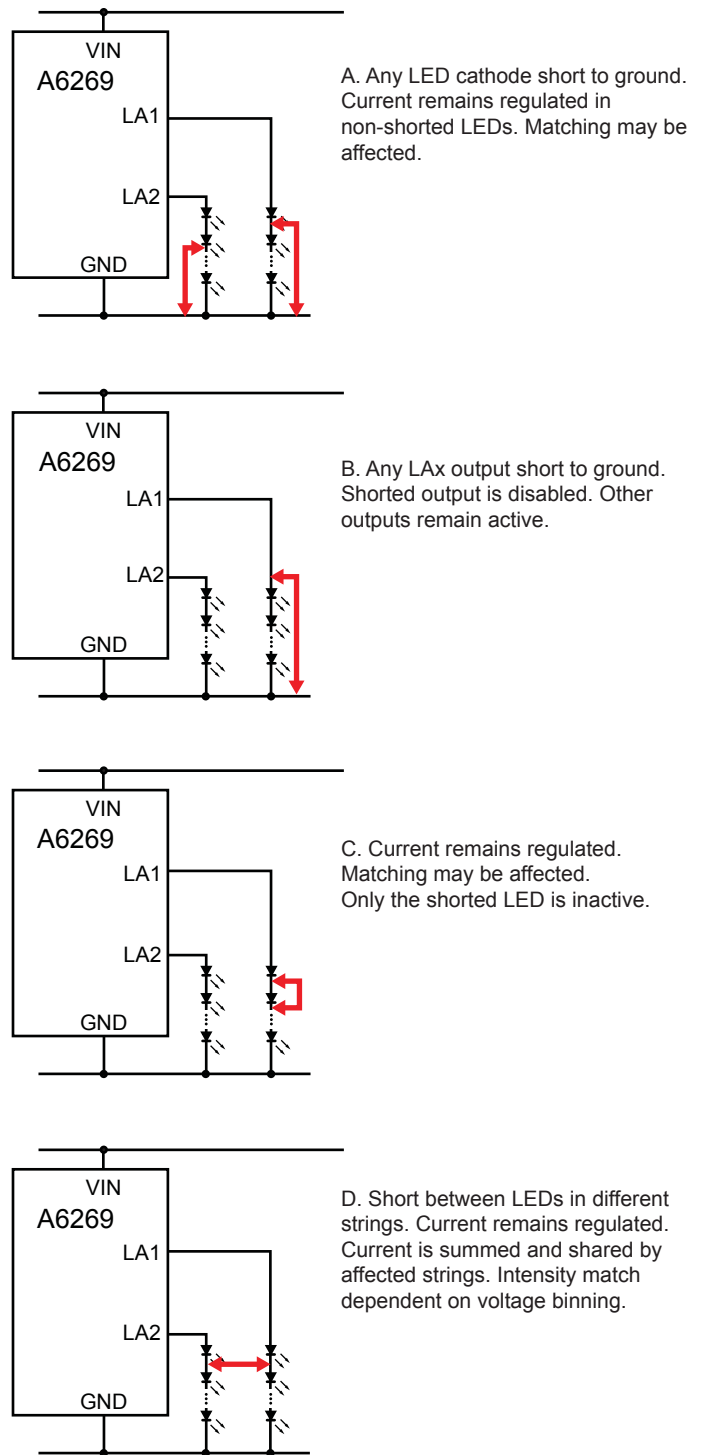 VIN
A6269
LA1
LA2
GND
A. Any LED cathode short to ground.
Current remains regulated in
non-shorted LEDs. Matching may be
affected.
VIN
A6269
LA1
LA2
GND
B. Any LAx output short to ground.
Shorted output is disabled. Other
outputs remain active.
VIN
A6269
LA1
LA2
GND
C. Current remains regulated.
Matching may be affected.
Only the shorted LED is inactive.
VIN
A6269
LA1
LA2
GND
D. Short between LEDs in different
strings. Current remains regulated.
Current is summed and shared by
affected strings. Intensity match
dependent on voltage binning.